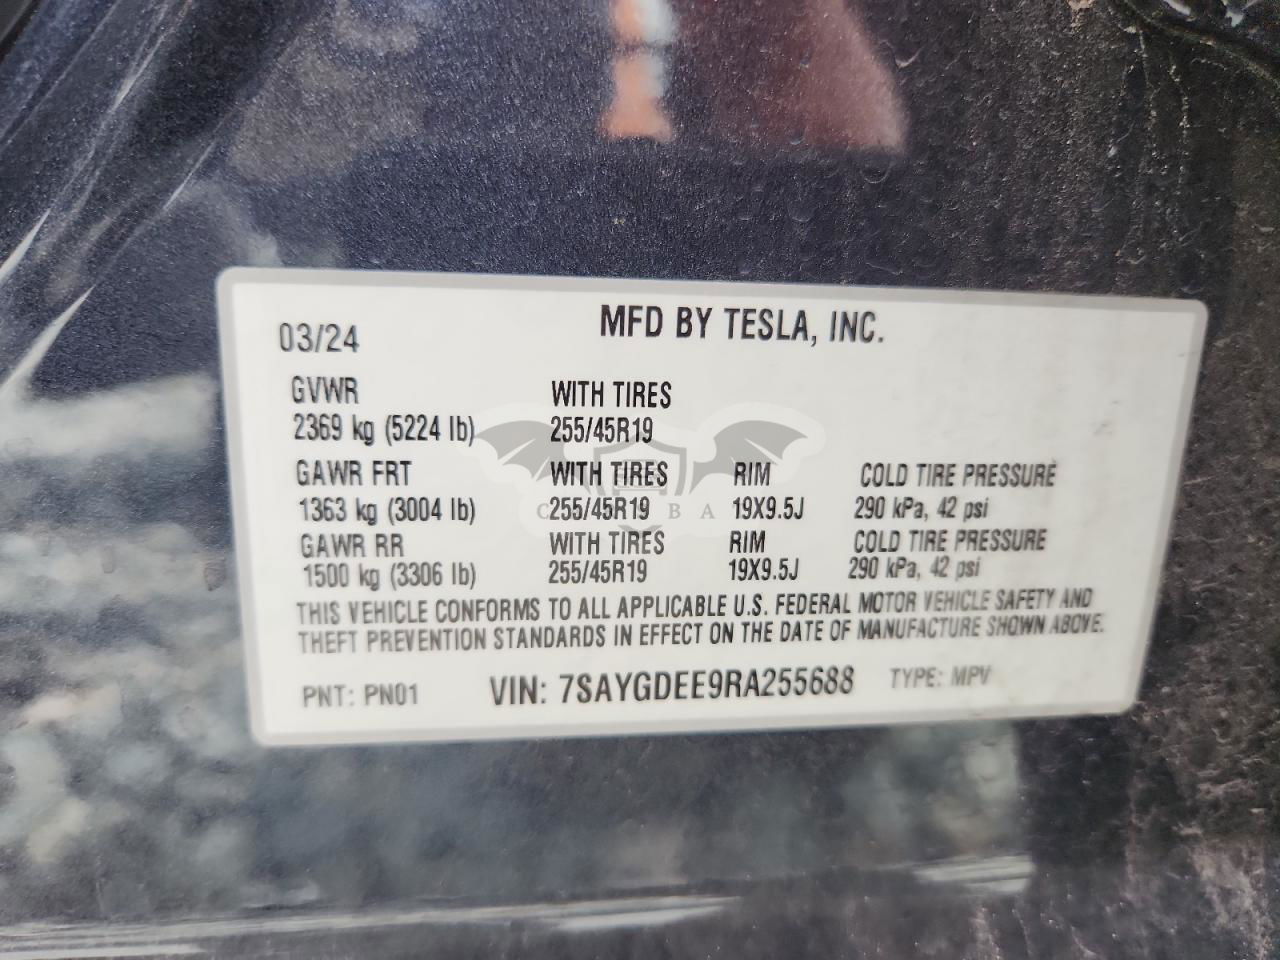 MFD BY TESLA, INC.
03/24
GVWR WITH TIRES
2369 kg (5224 lb) 255/45R19
GAWR FRT WITH TIRES RIM COLD TIRE PRESSURE
1363 kg (3004 lb) 255/45R19 19X9.5J 290 kPa, 42 psi
GAWR RR WITH TIRES RIM COLD TIRE PRESSURE
1500 kg (3306 lb) 255/45R19 19X9.5J 290 kPa, 42 psi
THIS VEHICLE CONFORMS TO ALL APPLICABLE U.S. FEDERAL MOTOR VEHICLE SAFETY AND
THEFT PREVENTION STANDARDS IN EFFECT ON THE DATE OF MANUFACTURE SHOWN ABOVE.
PNT: PN01 VIN: 7SAYGDEE9RA255688 TYPE: MPV